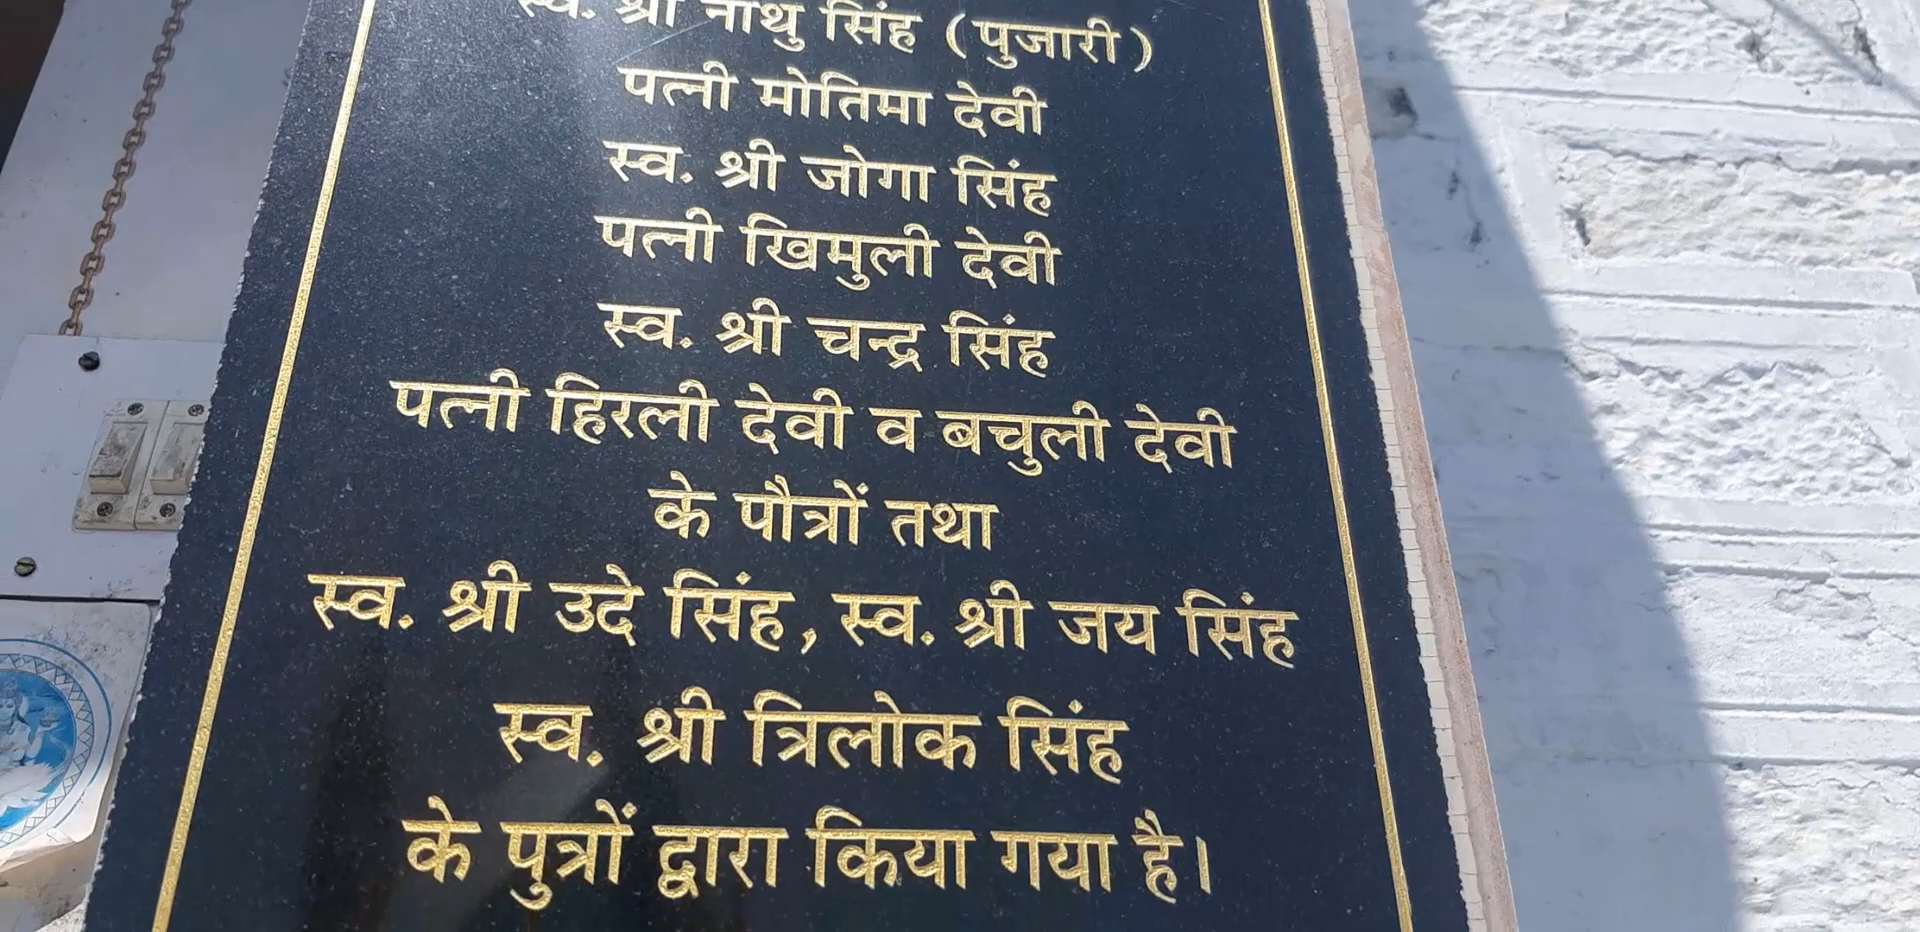 स्व. श्री नाथु सिंह (पुजारी)
पत्नी मोतिमा देवी
स्व. श्री जोगा सिंह
पत्नी खिमुली देवी
स्व. श्री चन्द्र सिंह
पत्नी हिरली देवी व बचुली देवी
के पौत्रों तथा
स्व. श्री उदे सिंह, स्व. श्री जय सिंह
स्व. श्री त्रिलोक सिंह
के पुत्रों द्वारा किया गया है।